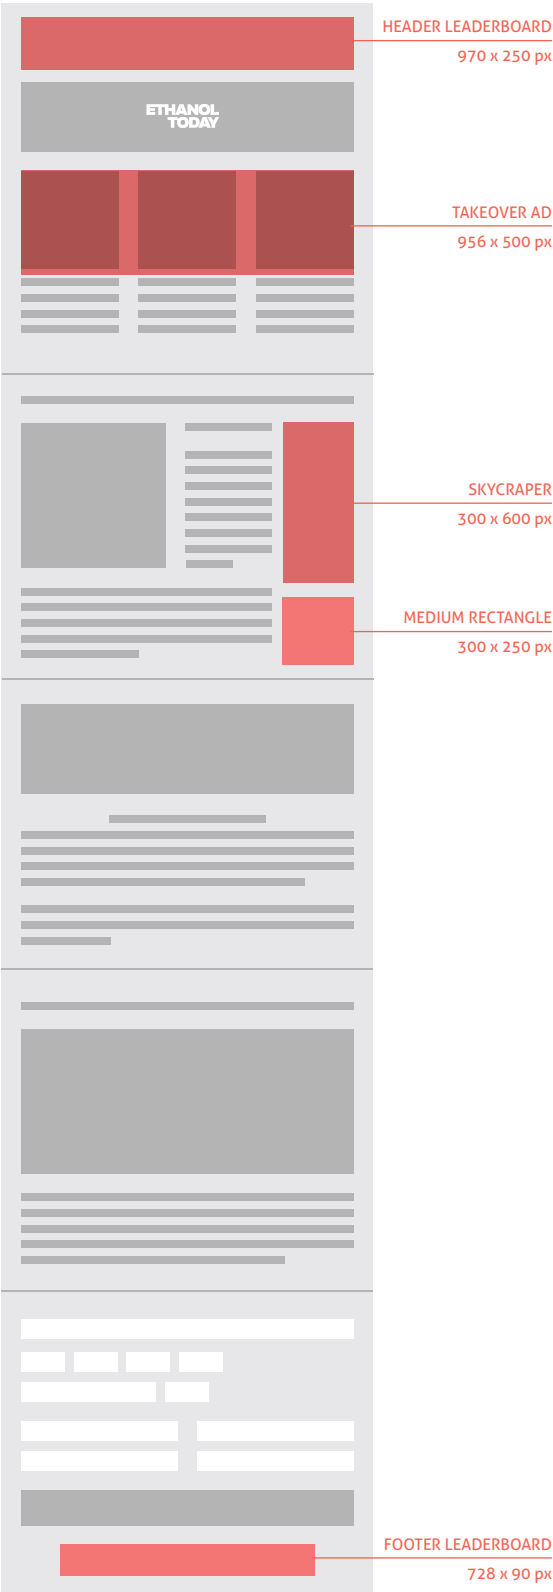 HEADER LEADERBOARD
970 x 250 px
ETHANOL
TODAY
TAKEOVER AD
956 x 500 px
SKYCRAPER
300 x 600 px
MEDIUM RECTANGLE
300 x 250 px
FOOTER LEADERBOARD
728 x 90 px